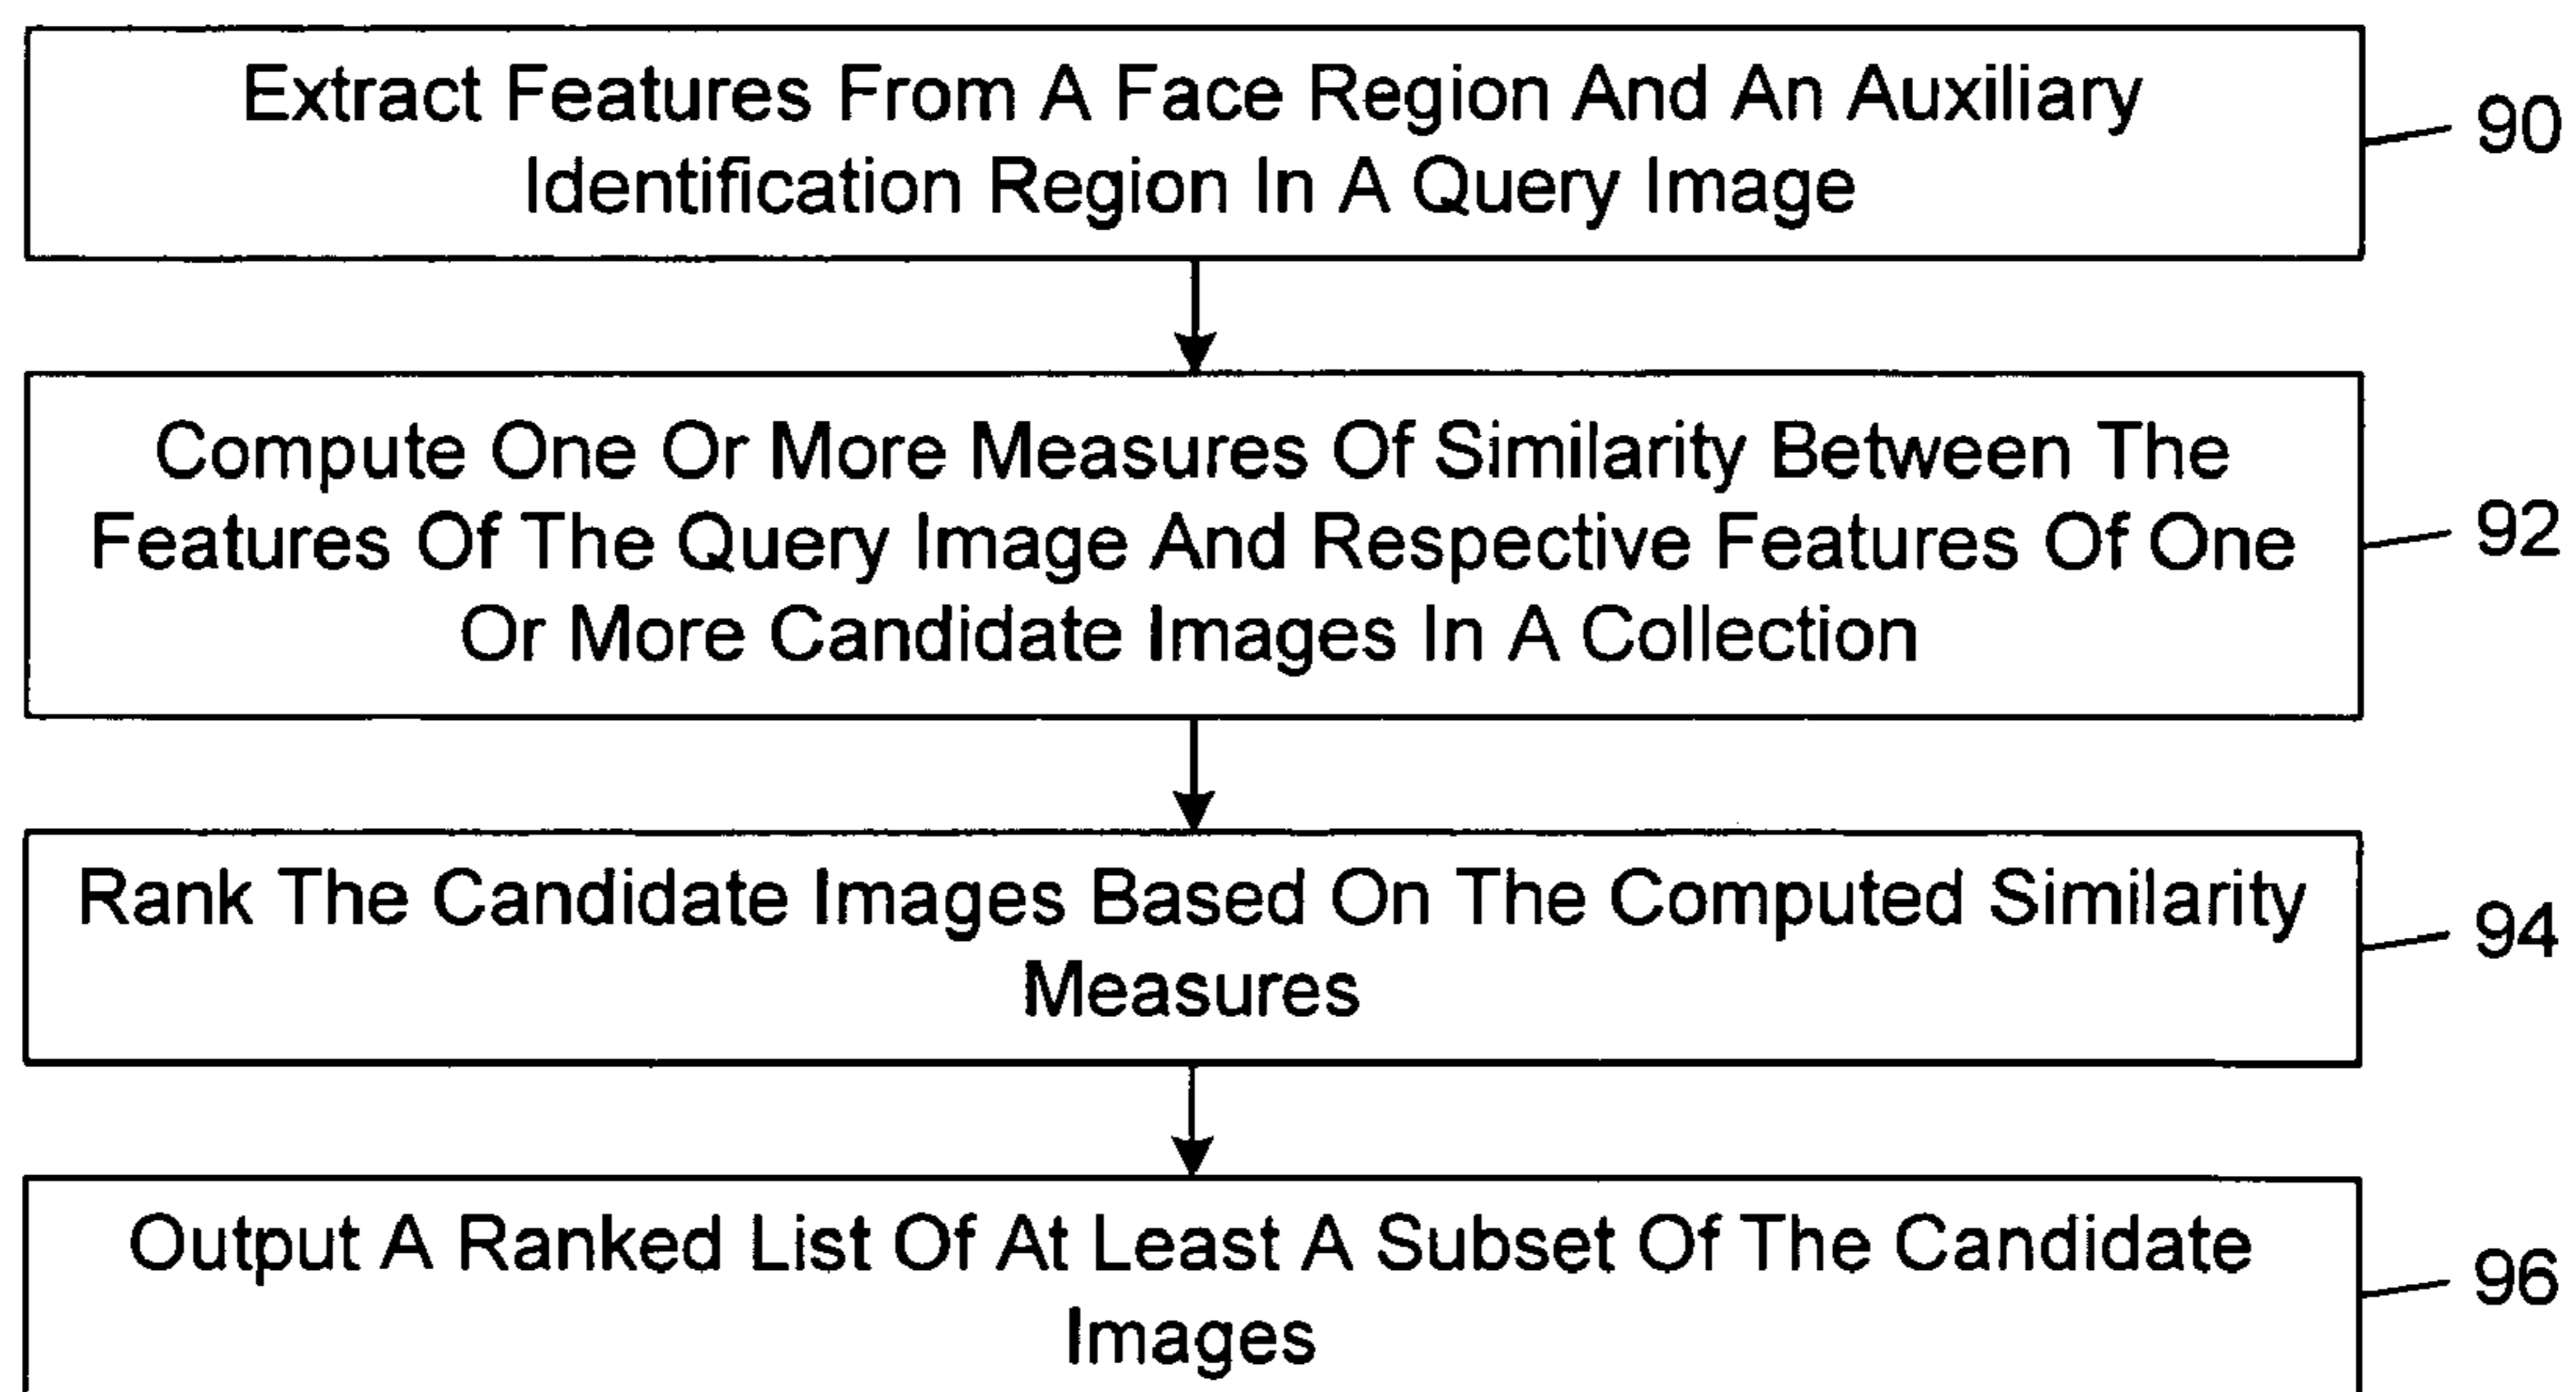 Extract Features From A Face Region And An Auxiliary
Identification Region In A Query Image
90
Compute One Or More Measures Of Similarity Between The
Features Of The Query Image And Respective Features Of One
Or More Candidate Images In A Collection
92
Rank The Candidate Images Based On The Computed Similarity
Measures
94
Output A Ranked List Of At Least A Subset Of The Candidate
Images
96